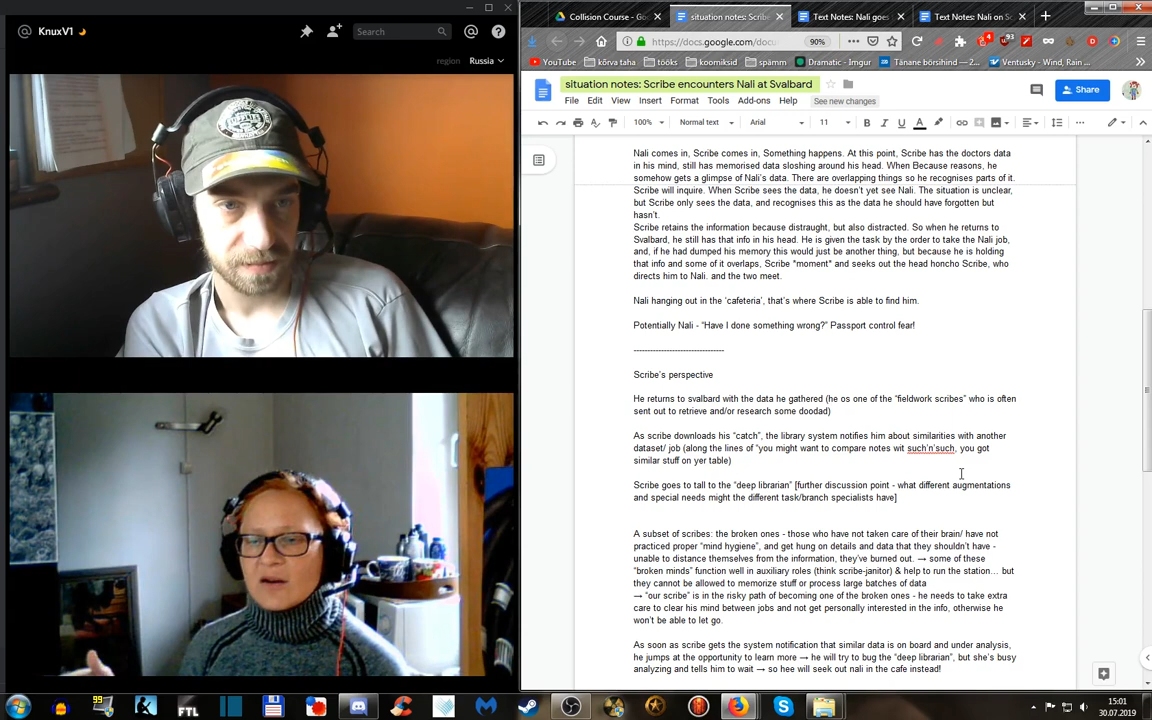 KnuxV1
Search
region
Russia
Collision Course - Goo
situation notes: Scribe
Text Notes: Nali goes
Text Notes: Nali on Sc
https://docs.google.com/docu
90%
YouTube
kõrva taha
tööks
koomiksid
spämm
Dramatic - Imgur
Tänane börsihind — 2...
Ventusky - Wind, Rain ...
situation notes: Scribe encounters Nali at Svalbard
File Edit View Insert Format Tools Add-ons Help See new changes
Share
100% Normal text Arial 11
Nali comes in, Scribe comes in, Something happens. At this point, Scribe has the doctors data
in his mind, still has memorised data sloshing around his head. When Because reasons, he
somehow gets a glimpse of Nali's data. There are overlapping things so he recognises parts of it.
Scribe will inquire. When Scribe sees the data, he doesn't yet see Nali. The situation is unclear,
but Scribe only sees the data, and recognises this as the data he should have forgotten but
hasn't.
Scribe retains the information because distraught, but also distracted. So when he returns to
Svalbard, he still has that info in his head. He is given the task by the order to take the Nali job,
and, if he had dumped his memory this would just be another thing, but because he is holding
that info and some of it overlaps, Scribe *moment* and seeks out the head honcho Scribe, who
directs him to Nali. and the two meet.
Nali hanging out in the 'cafeteria', that's where Scribe is able to find him.
Potentially Nali - "Have I done something wrong?" Passport control fear!
---------------------------------
Scribe's perspective
He returns to svalbard with the data he gathered (he os one of the "fieldwork scribes" who is often
sent out to retrieve and/or research some doodad)
As scribe downloads his "catch", the library system notifies him about similarities with another
dataset/ job (along the lines of "you might want to compare notes wit such'n'such, you got
similar stuff on yer table)
Scribe goes to tall to the "deep librarian" [further discussion point - what different augmentations
and special needs might the different task/branch specialists have]
A subset of scribes: the broken ones - those who have not taken care of their brain/ have not
practiced proper "mind hygiene", and get hung on details and data that they shouldn't have -
unable to distance themselves from the information, they've burned out. → some of these
"broken minds" function well in auxiliary roles (think scribe-janitor) & help to run the station... but
they cannot be allowed to memorize stuff or process large batches of data
→ "our scribe" is in the risky path of becoming one of the broken ones - he needs to take extra
care to clear his mind between jobs and not get personally interested in the info, otherwise he
won't be able to let go.
As soon as scribe gets the system notification that similar data is on board and under analysis,
he jumps at the opportunity to learn more → he will try to bug the "deep librarian", but she's busy
analyzing and tells him to wait → so hee will seek out nali in the cafe instead!
FTL
15:01
30.07.2019